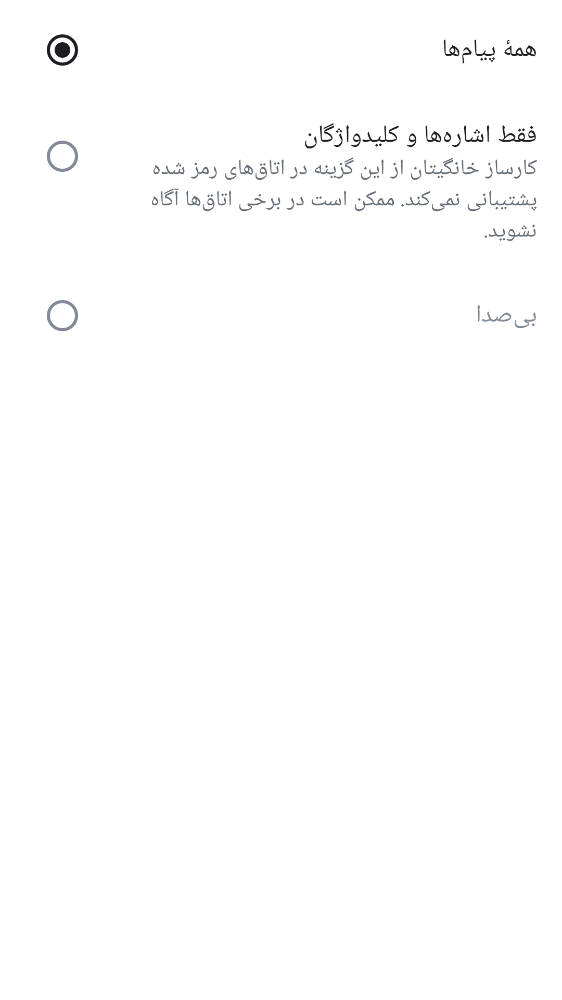 همهٔ پیام‌ها
فقط اشاره‌ها و کلیدواژگان
کارساز خانگیتان از این گزینه در اتاق‌های رمز شده
پشتیبانی نمی‌کند. ممکن است در برخی اتاق‌ها آگاه
نشوید.
بی‌صدا